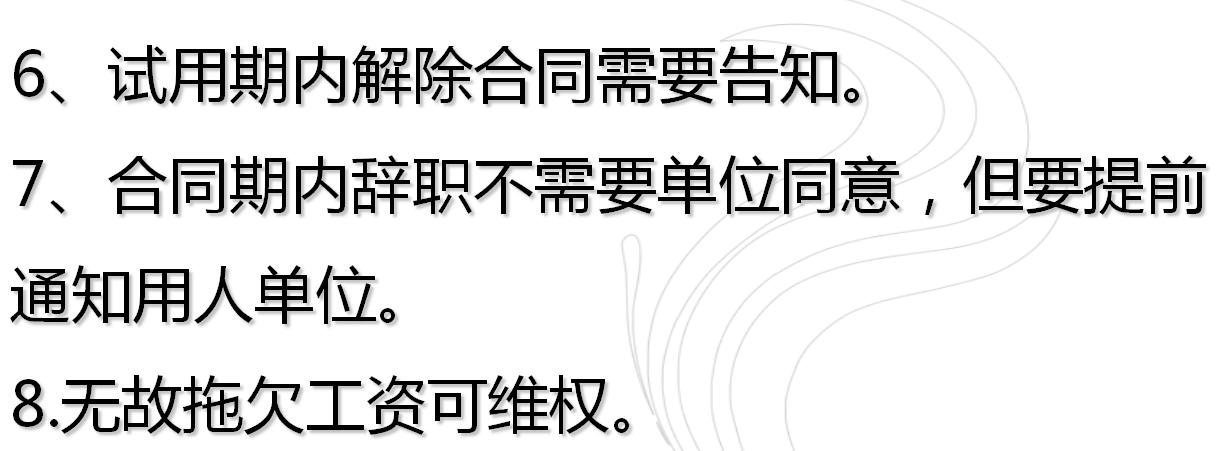 6、试用期内解除合同需要告知。
7、合同期内辞职不需要单位同意，但要提前
通知用人单位。
8.无故拖欠工资可维权。